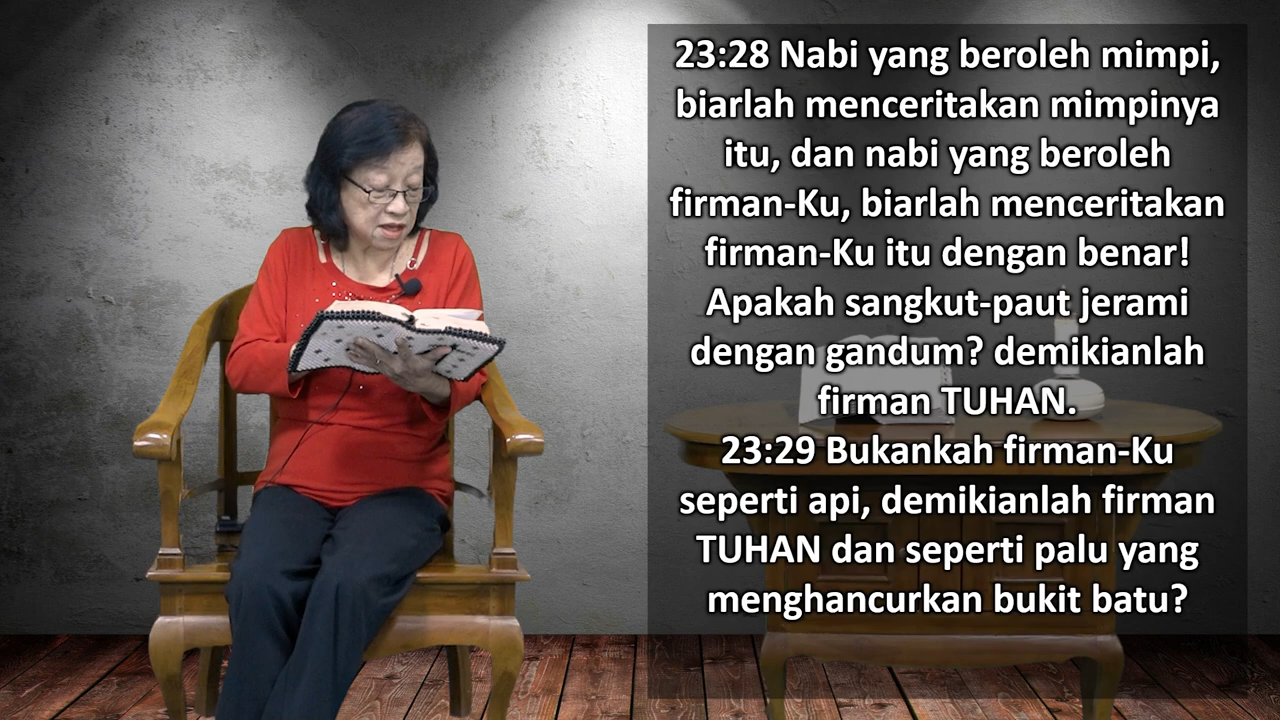 23:28 Nabi yang beroleh mimpi,
biarlah menceritakan mimpinya
itu, dan nabi yang beroleh
firman-Ku, biarlah menceritakan
firman-Ku itu dengan benar!
Apakah sangkut-paut jerami
dengan gandum? demikianlah
firman TUHAN.
23:29 Bukankah firman-Ku
seperti api, demikianlah firman
TUHAN dan seperti palu yang
menghancurkan bukit batu?